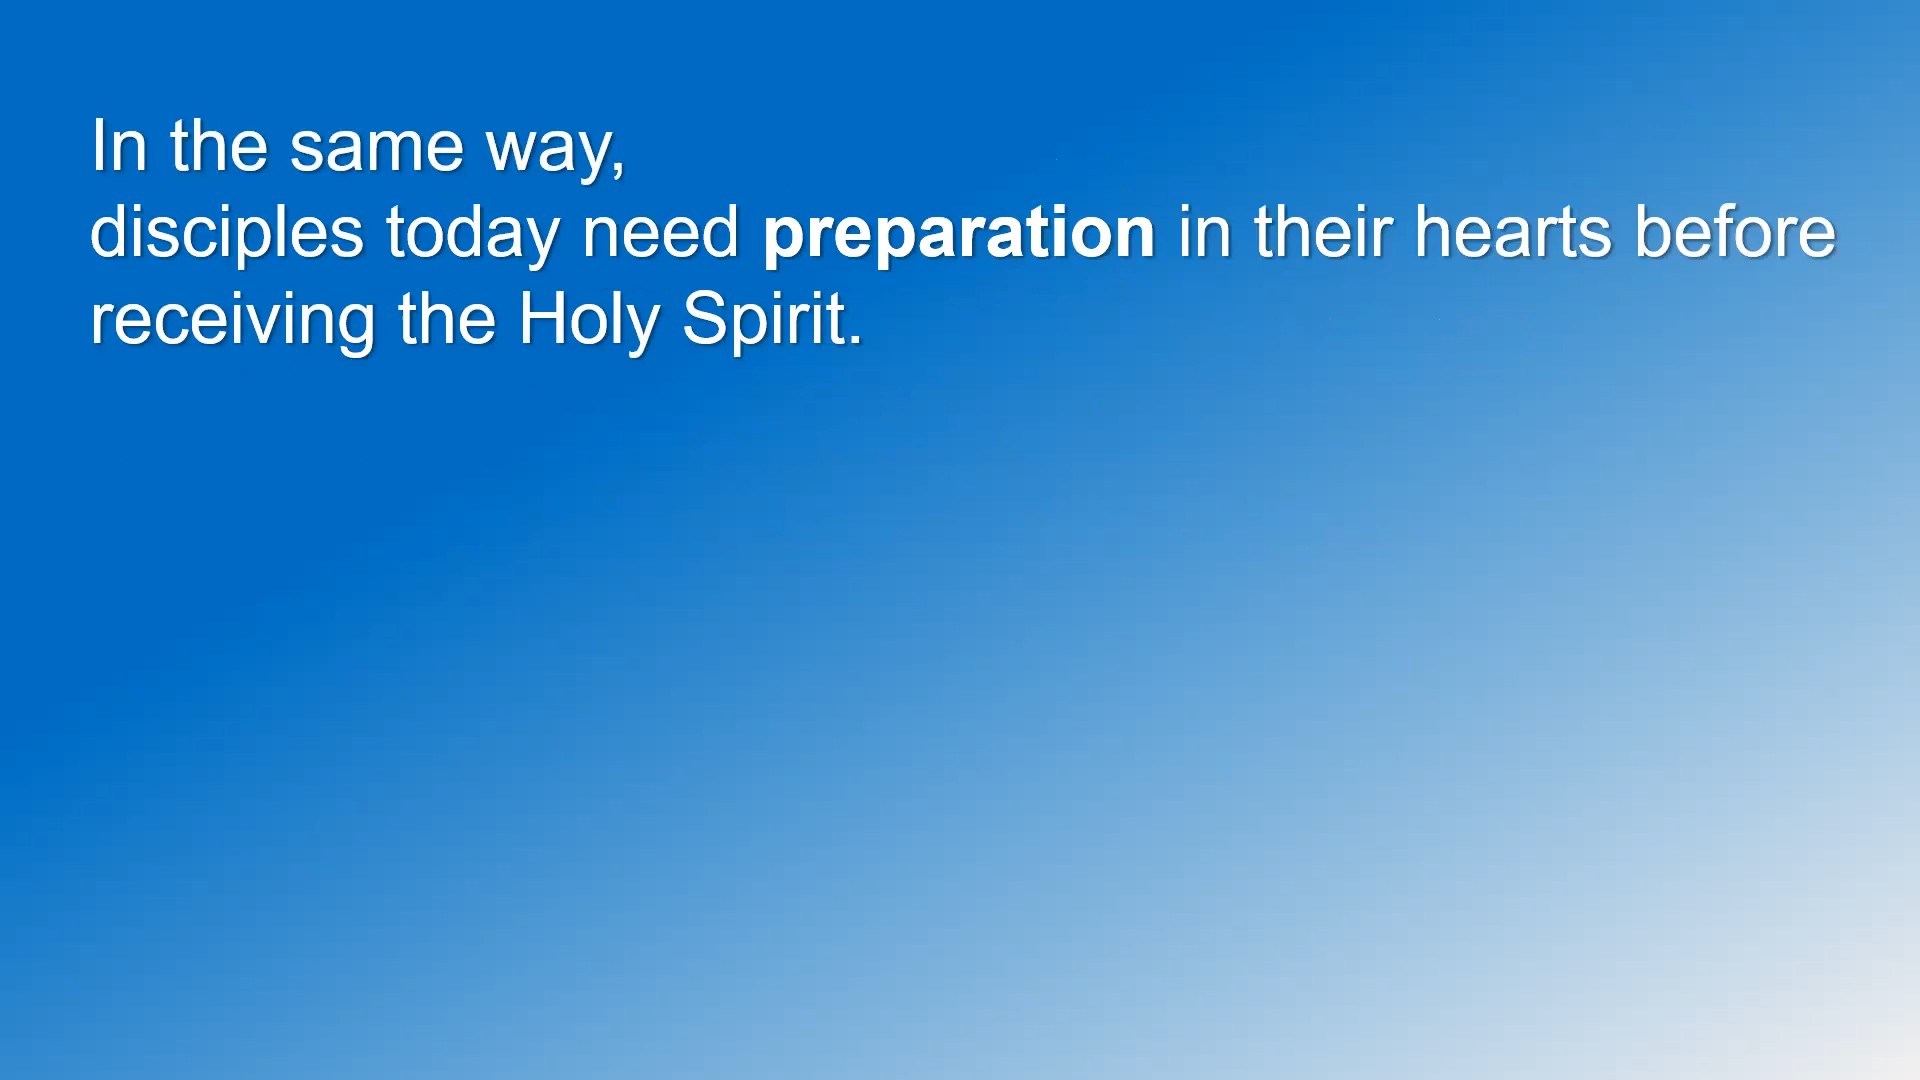 In the same way,
disciples today need preparation in their hearts before
receiving the Holy Spirit.